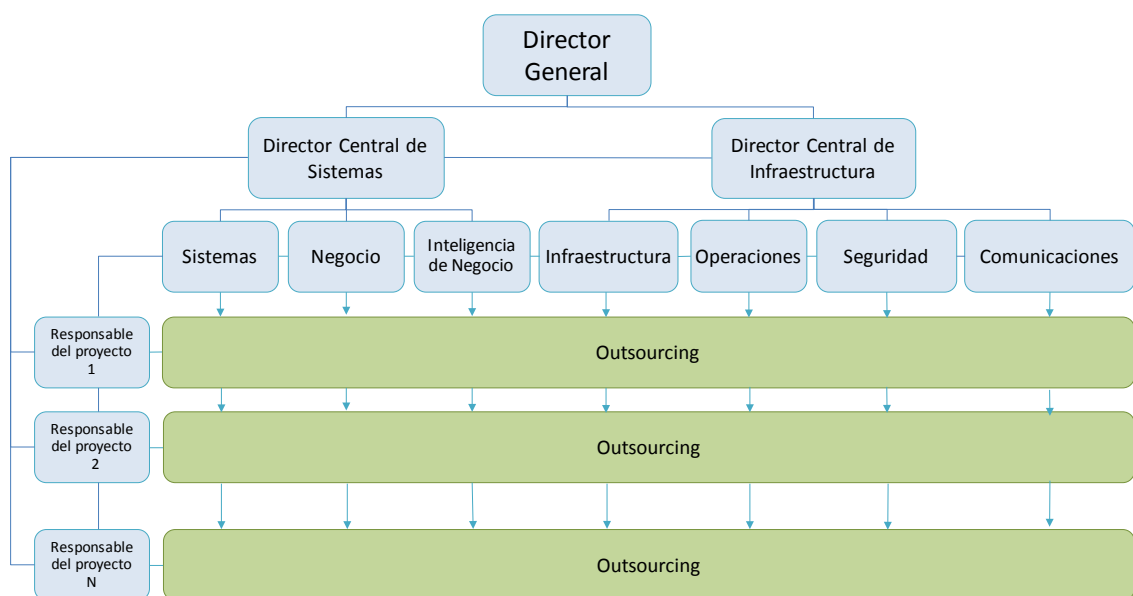 Director
General
Director Central de
Sistemas
Director Central de
Infraestructura
Sistemas
Negocio
Inteligencia
de Negocio
Infraestructura
Operaciones
Seguridad
Comunicaciones
Responsable
del proyecto
1
Outsourcing
Responsable
del proyecto
2
Outsourcing
Responsable
del proyecto
N
Outsourcing